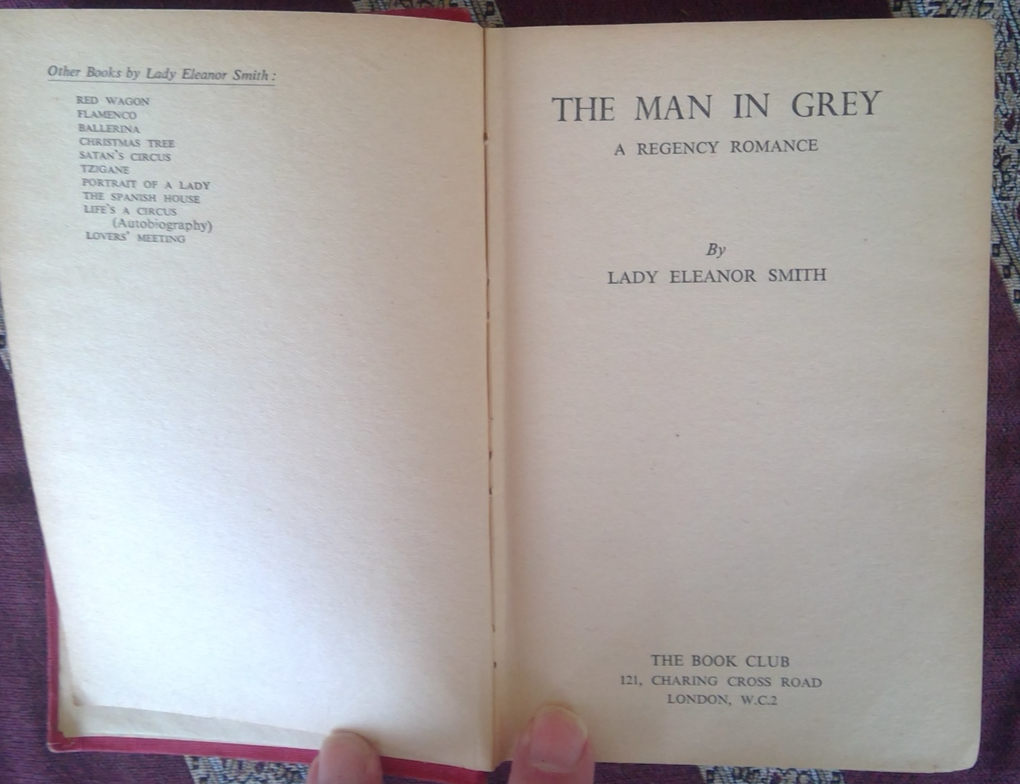 Other Books by Lady Eleanor Smith:
RED WAGON
FLAMENCO
BALLERINA
CHRISTMAS TREE
SATAN'S CIRCUS
TZIGANE
PORTRAIT OF A LADY
THE SPANISH HOUSE
LIFE'S A CIRCUS
(Autobiography)
LOVERS' MEETING
THE MAN IN GREY
A REGENCY ROMANCE
By
LADY ELEANOR SMITH
THE BOOK CLUB
121, CHARING CROSS ROAD
LONDON, W.C.2